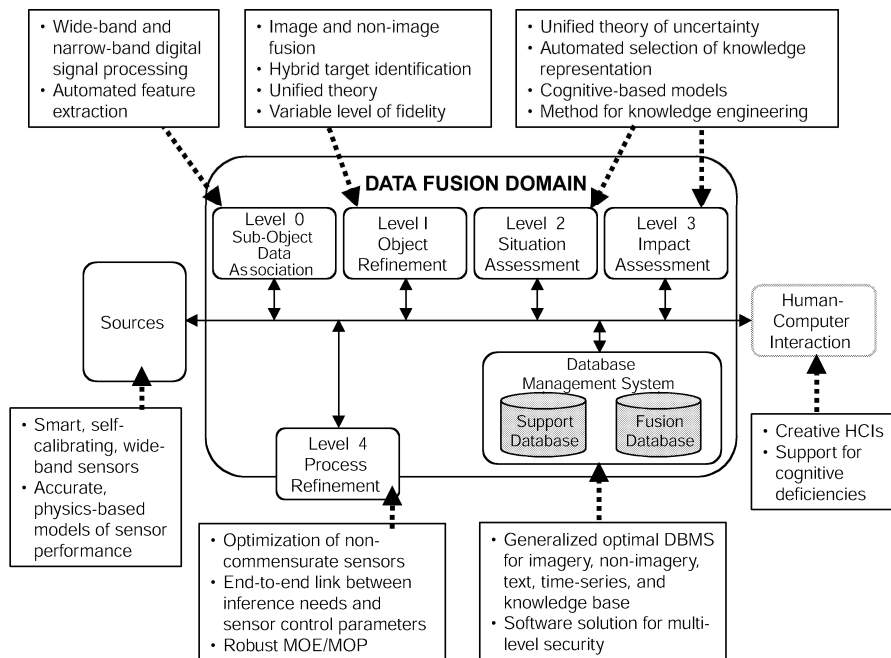 • Wide-band and
narrow-band digital
signal processing
• Automated feature
extraction
• Image and non-image
fusion
• Hybrid target identification
• Unified theory
• Variable level of fidelity
• Unified theory of uncertainty
• Automated selection of knowledge
representation
• Cognitive-based models
• Method for knowledge engineering
DATA FUSION DOMAIN
Level 0
Sub-Object
Data
Association
Level I
Object
Refinement
Level 2
Situation
Assessment
Level 3
Impact
Assessment
Sources
Human-
Computer
Interaction
Database
Management System
Support
Database
Fusion
Database
Level 4
Process
Refinement
• Smart, self-
calibrating, wide-
band sensors
• Accurate,
physics-based
models of sensor
performance
• Creative HCIs
• Support for
cognitive
deficiencies
• Optimization of non-
commensurate sensors
• End-to-end link between
inference needs and
sensor control parameters
• Robust MOE/MOP
• Generalized optimal DBMS
for imagery, non-imagery,
text, time-series, and
knowledge base
• Software solution for multi-
level security